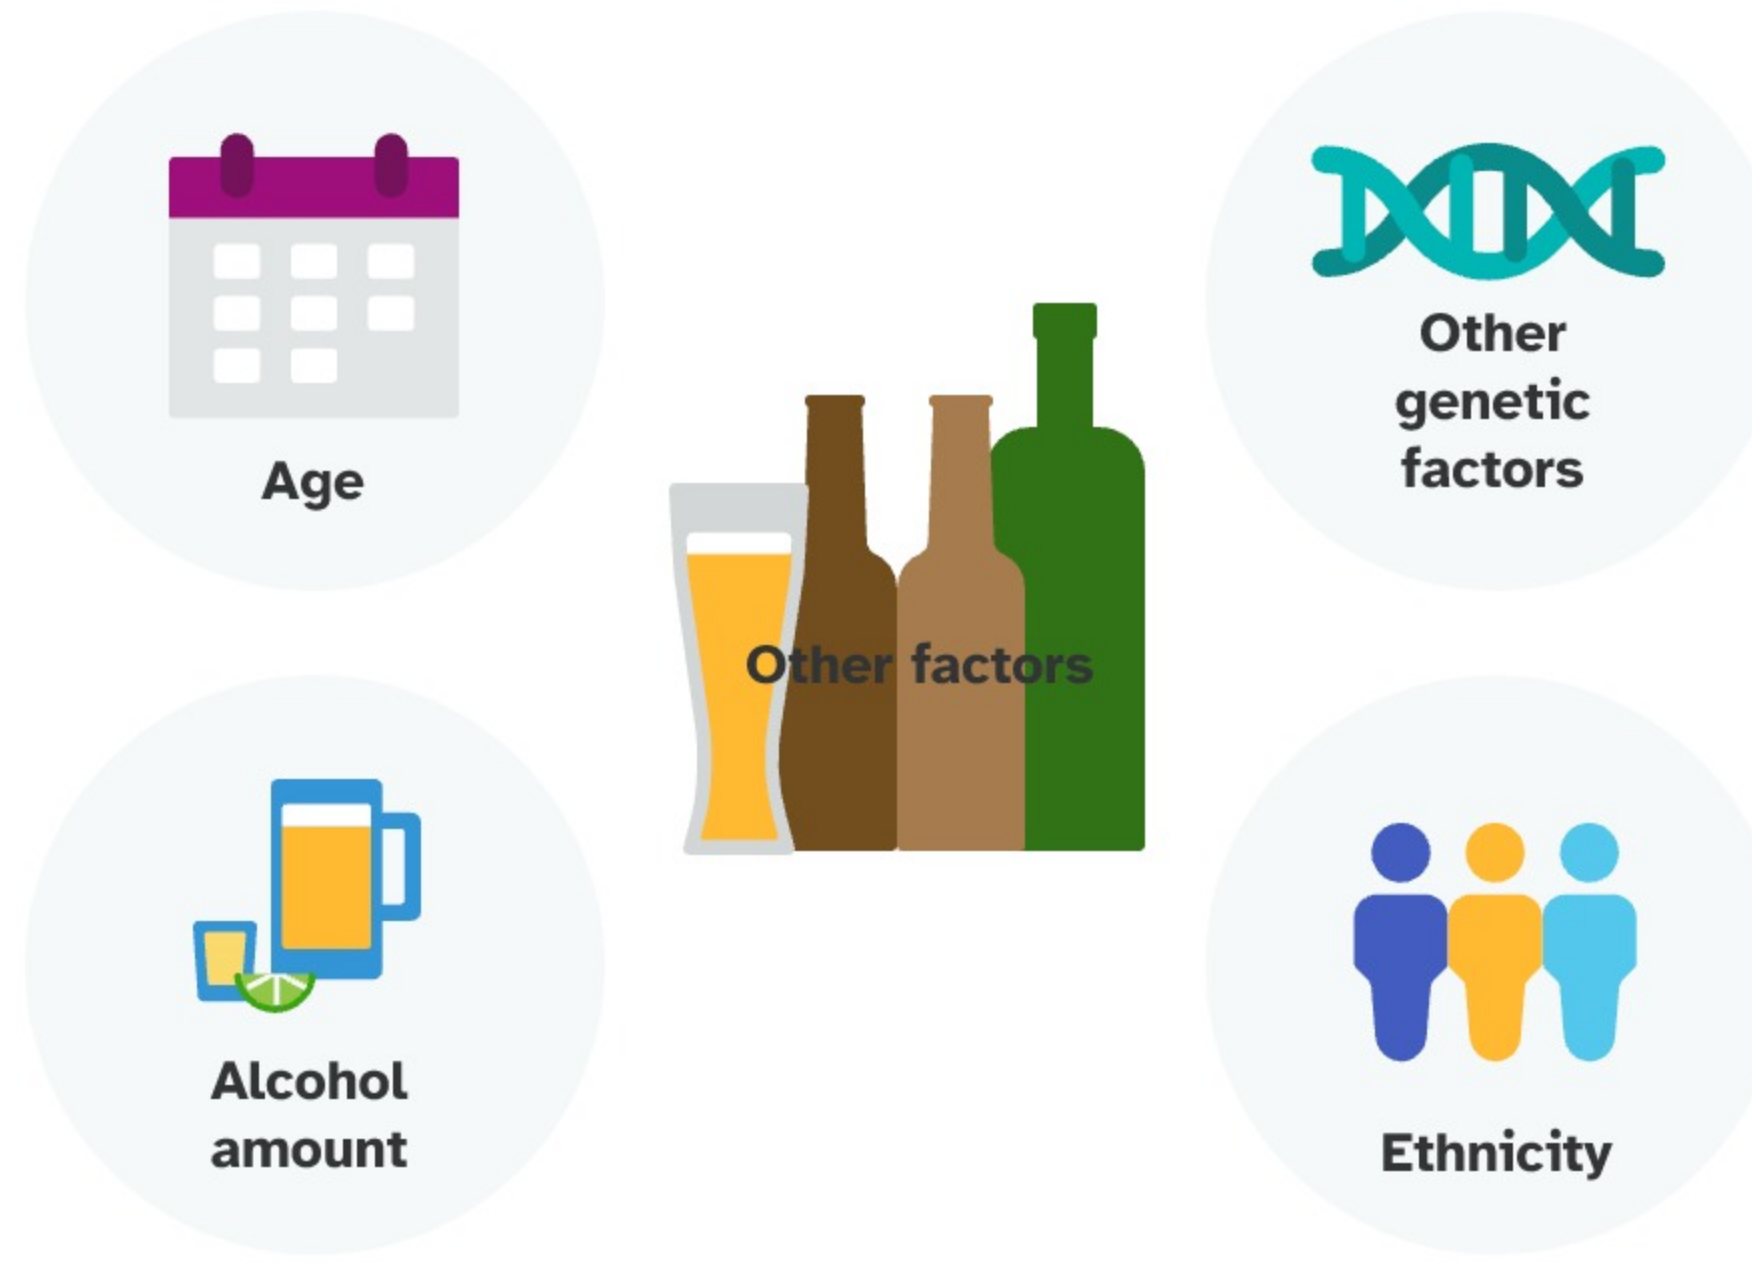 Age
Other
genetic
factors
Other factors
Alcohol
amount
Ethnicity